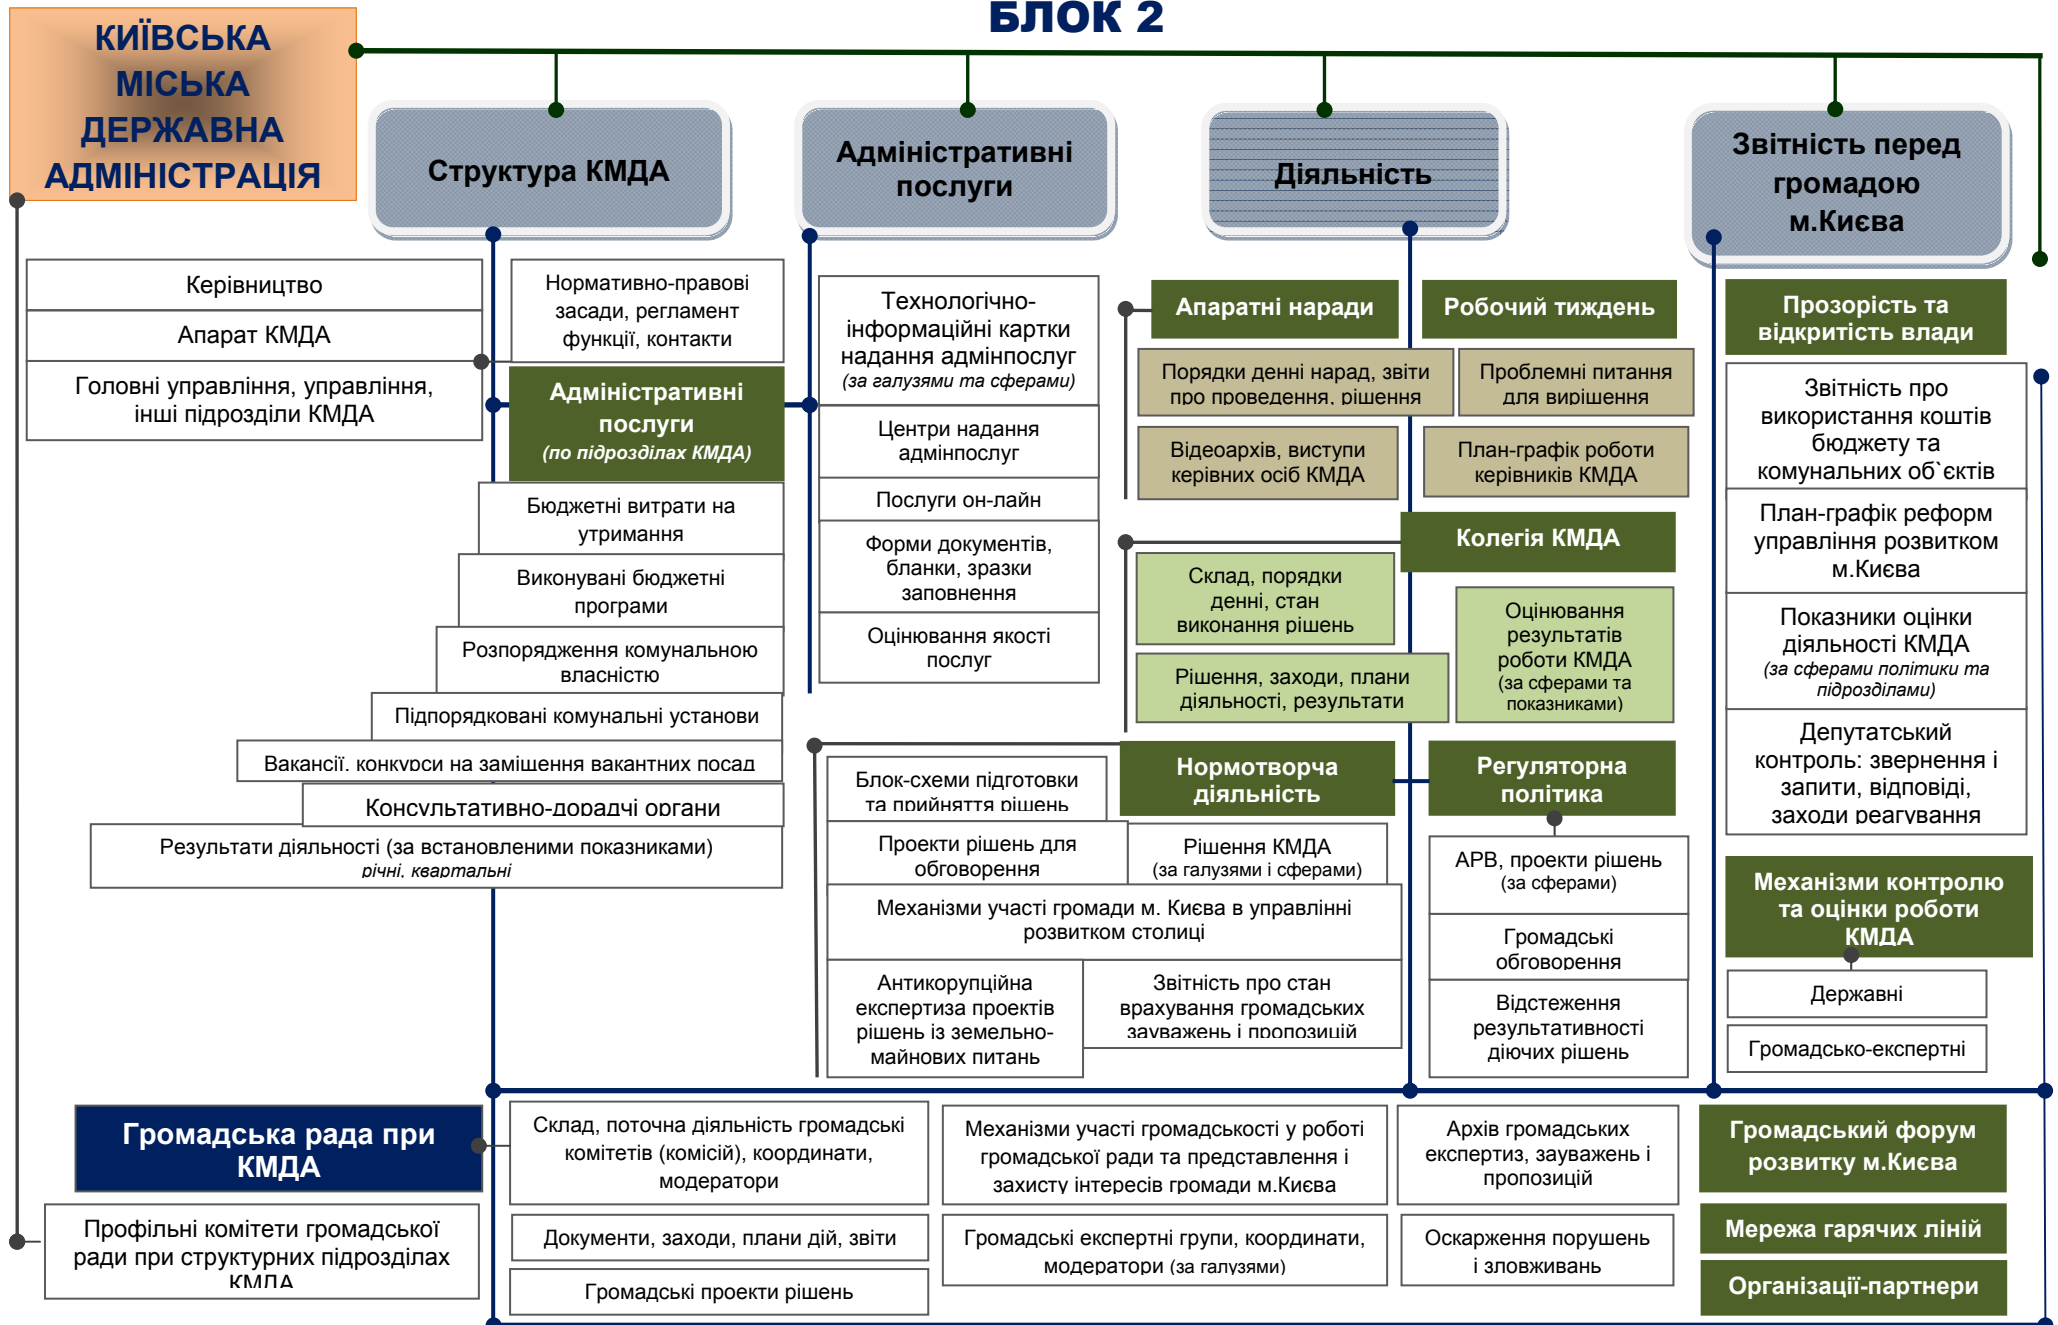 БЛОК 2
КИЇВСЬКА
МІСЬКА
ДЕРЖАВНА
АДМІНІСТРАЦІЯ
Структура КМДА
Адміністративні
послуги
Діяльність
Звітність перед
громадою
м.Києва
Керівництво
Апарат КМДА
Головні управління, управління,
інші підрозділи КМДА
Нормативно-правові
засади, регламент
функції, контакти
Адміністративні
послуги
(по підрозділах КМДА)
Бюджетні витрати на
утримання
Виконувані бюджетні
програми
Розпорядження комунальною
власністю
Підпорядковані комунальні установи
Вакансії, конкурси на заміщення вакантних посад
Консультативно-дорадчі органи
Результати діяльності (за встановленими показниками)
річні, квартальні
Технологічно-
інформаційні картки
надання адмінпослуг
(за галузями та сферами)
Центри надання
адмінпослуг
Послуги он-лайн
Форми документів,
бланки, зразки
заповнення
Оцінювання якості
послуг
Апаратні наради
Робочий тиждень
Порядки денні нарад, звіти
про проведення, рішення
Проблемні питання
для вирішення
Відеоархів, виступи
керівних осіб КМДА
План-графік роботи
керівників КМДА
Колегія КМДА
Склад, порядки
денні, стан
виконання рішень
Рішення, заходи, плани
діяльності, результати
Оцінювання
результатів
роботи КМДА
(за сферами та
показниками)
Нормотворча
діяльність
Регуляторна
політика
Блок-схеми підготовки
та прийняття рішень
Проекти рішень для
обговорення
Рішення КМДА
(за галузями і сферами)
Механізми участі громади м. Києва в управлінні
розвитком столиці
Антикорупційна
експертиза проектів
рішень із земельно-
майнових питань
Звітність про стан
врахування громадських
зауважень і пропозицій
АРВ, проекти рішень
(за сферами)
Громадські
обговорення
Відстеження
результативності
діючих рішень
Прозорість та
відкритість влади
Звітність про
використання коштів
бюджету та
комунальних об`єктів
План-графік реформ
управління розвитком
м.Києва
Показники оцінки
діяльності КМДА
(за сферами політики та
підрозділами)
Депутатський
контроль: звернення і
запити, відповіді,
заходи реагування
Механізми контролю
та оцінки роботи
КМДА
Державні
Громадсько-експертні
Громадська рада при
КМДА
Профільні комітети громадської
ради при структурних підрозділах
КМДА
Склад, поточна діяльність громадські
комітетів (комісій), координати,
модератори
Документи, заходи, плани дій, звіти
Громадські проекти рішень
Механізми участі громадськості у роботі
громадської ради та представлення і
захисту інтересів громади м.Києва
Громадські експертні групи, координати,
модератори (за галузями)
Архів громадських
експертиз, зауважень і
пропозицій
Оскарження порушень
і зловживань
Громадський форум
розвитку м.Києва
Мережа гарячих ліній
Організації-партнери